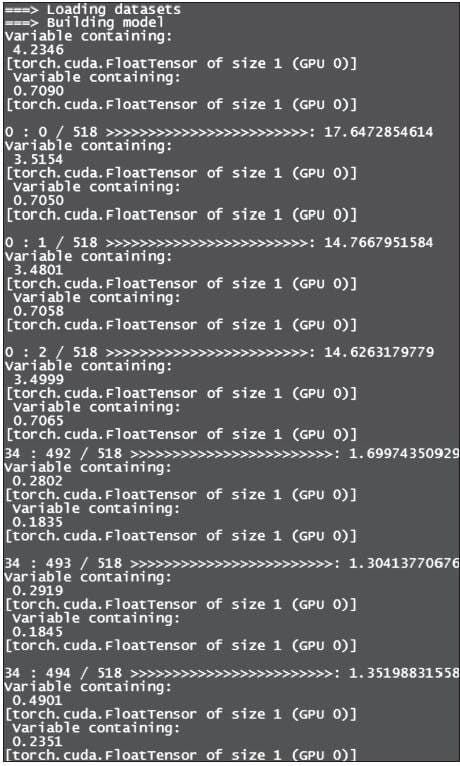 ===> Loading datasets
===> Building model
Variable containing:
 4.2346
[torch.cuda.FloatTensor of size 1 (GPU 0)]
 Variable containing:
 0.7090
[torch.cuda.FloatTensor of size 1 (GPU 0)]
0 : 0 / 518 >>>>>>>>>>>>>>>>>>>>>>>>: 17.6472854614
Variable containing:
 3.5154
[torch.cuda.FloatTensor of size 1 (GPU 0)]
 Variable containing:
 0.7050
[torch.cuda.FloatTensor of size 1 (GPU 0)]
0 : 1 / 518 >>>>>>>>>>>>>>>>>>>>>>>>: 14.7667951584
Variable containing:
 3.4801
[torch.cuda.FloatTensor of size 1 (GPU 0)]
 Variable containing:
 0.7058
[torch.cuda.FloatTensor of size 1 (GPU 0)]
0 : 2 / 518 >>>>>>>>>>>>>>>>>>>>>>>>: 14.6263179779
Variable containing:
 3.4999
[torch.cuda.FloatTensor of size 1 (GPU 0)]
 Variable containing:
 0.7065
[torch.cuda.FloatTensor of size 1 (GPU 0)]
34 : 492 / 518 >>>>>>>>>>>>>>>>>>>>>>>>: 1.69974350929
Variable containing:
 0.2802
[torch.cuda.FloatTensor of size 1 (GPU 0)]
 Variable containing:
 0.1835
[torch.cuda.FloatTensor of size 1 (GPU 0)]
34 : 493 / 518 >>>>>>>>>>>>>>>>>>>>>>>>: 1.30413770676
Variable containing:
 0.2919
[torch.cuda.FloatTensor of size 1 (GPU 0)]
 Variable containing:
 0.1845
[torch.cuda.FloatTensor of size 1 (GPU 0)]
34 : 494 / 518 >>>>>>>>>>>>>>>>>>>>>>>>: 1.35198831558
Variable containing:
 0.4901
[torch.cuda.FloatTensor of size 1 (GPU 0)]
 Variable containing:
 0.2351
[torch.cuda.FloatTensor of size 1 (GPU 0)]